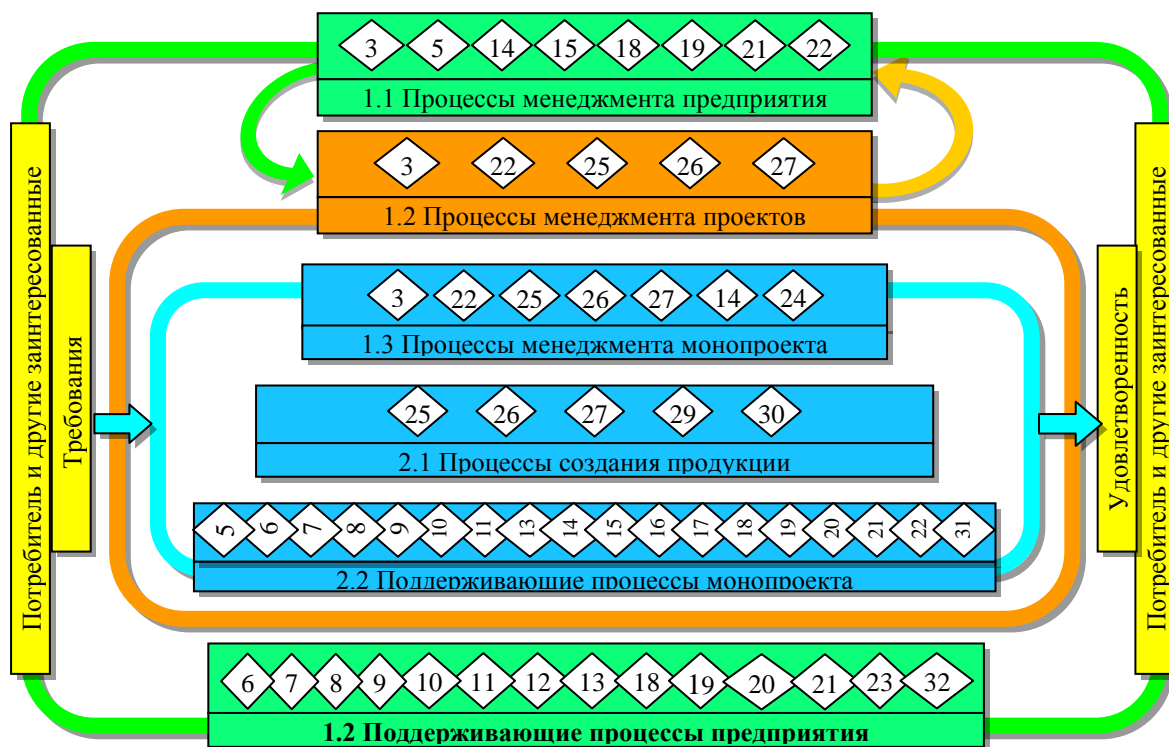 3 5 14 15 18 19 21 22
1.1 Процессы менеджмента предприятия
3 22 25 26 27
1.2 Процессы менеджмента проектов
Потребитель и другие заинтересованные
Требования
3 22 25 26 27 14 24
1.3 Процессы менеджмента монопроекта
25 26 27 29 30
2.1 Процессы создания продукции
5 6 7 8 9 10 11 13 14 15 16 17 18 19 20 21 22 31
2.2 Поддерживающие процессы монопроекта
Удовлетворенность
Потребитель и другие заинтересованные
6 7 8 9 10 11 12 13 18 19 20 21 23 32
1.2 Поддерживающие процессы предприятия